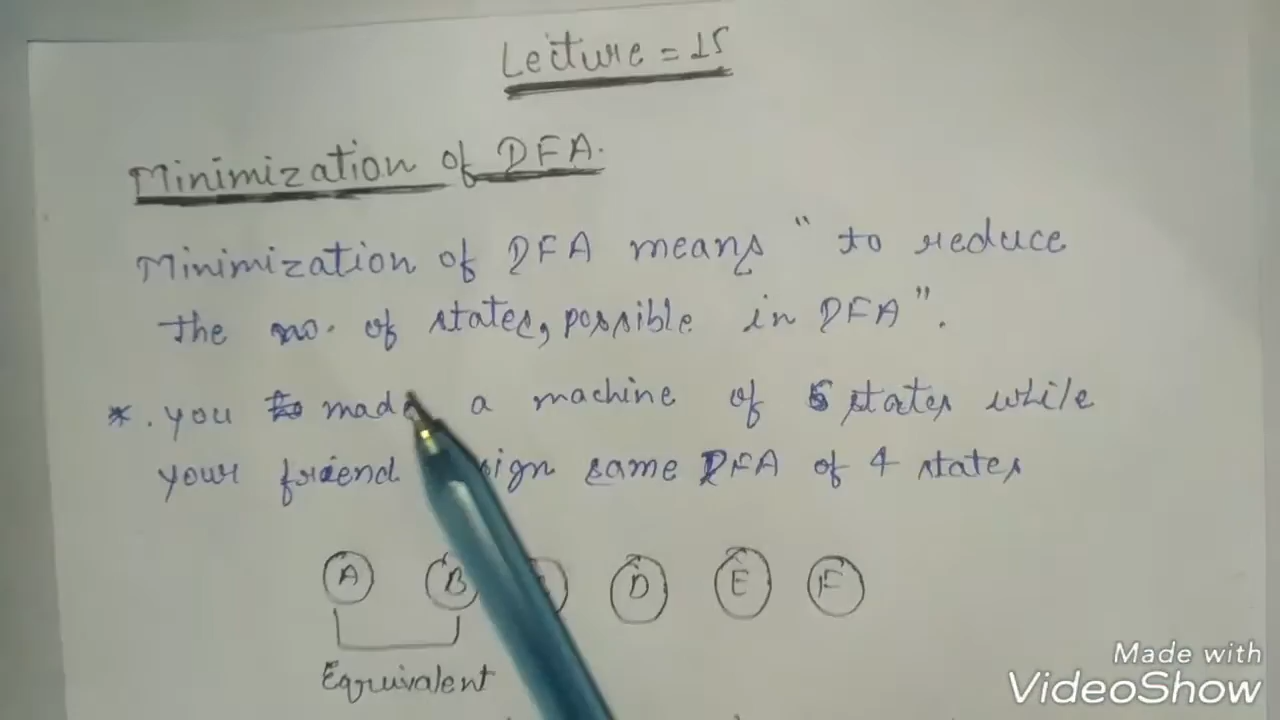 Lecture = 15
Minimization of DFA.
Minimization of DFA means " to reduce
the no. of states, possible in DFA ".
*. you made a machine of 5 states while
your friend sign same DFA of 4 states
A B D E F
Equivalent
Made with
VideoShow